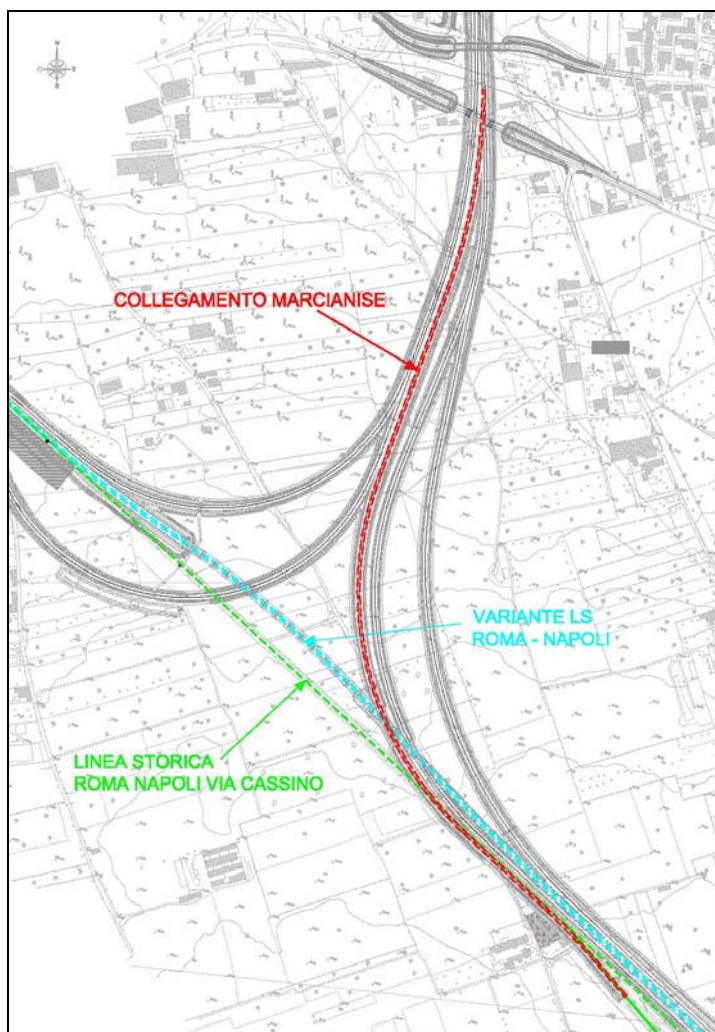 COLLEGAMENTO MARCIANISE
VARIANTE LS
ROMA - NAPOLI
LINEA STORICA
ROMA NAPOLI VIA CASSINO